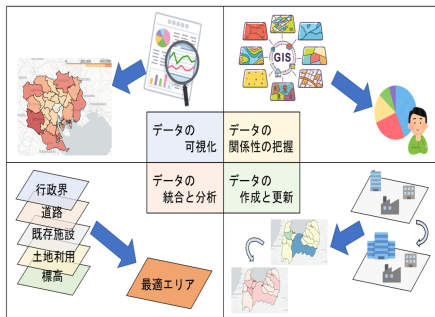 GIS
データの
可視化
データの
関係性の把握
データの
統合と分析
データの
作成と更新
行政界
道路
既存施設
土地利用
標高
最適エリア